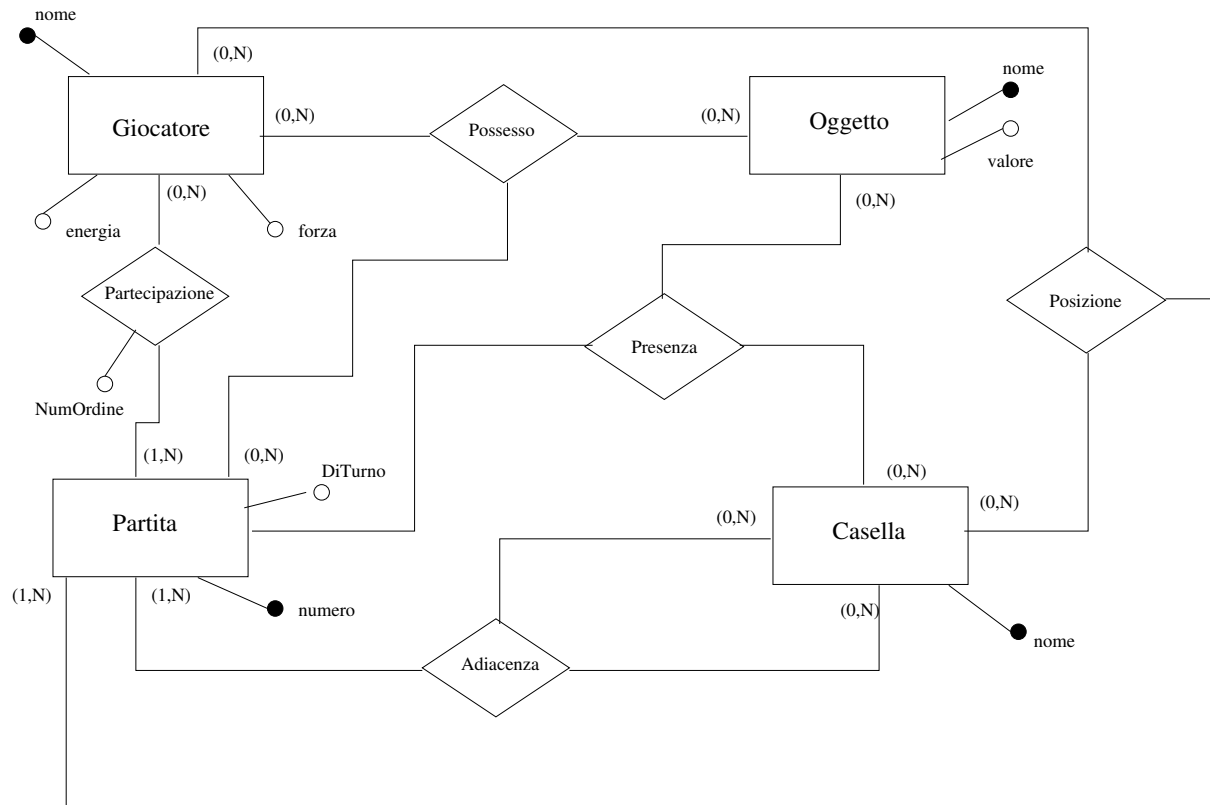 nome
(0,N)
Giocatore
(0,N)
Possesso
(0,N)
Oggetto
nome
valore
(0,N)
(0,N)
energia
forza
Partecipazione
Posizione
Presenza
NumOrdine
(1,N)
(0,N)
DiTurno
(0,N)
(0,N)
Partita
(0,N)
Casella
(1,N)
(1,N)
numero
(0,N)
nome
Adiacenza